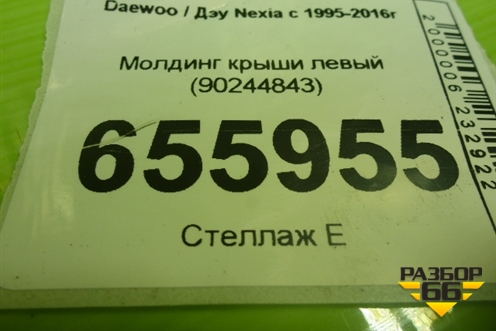 Daewoo / Дэу Nexia с 1995-2016г
Молдинг крыши левый
(90244843)
655955
Стеллаж Е
2000006232922
РАЗБОР
66